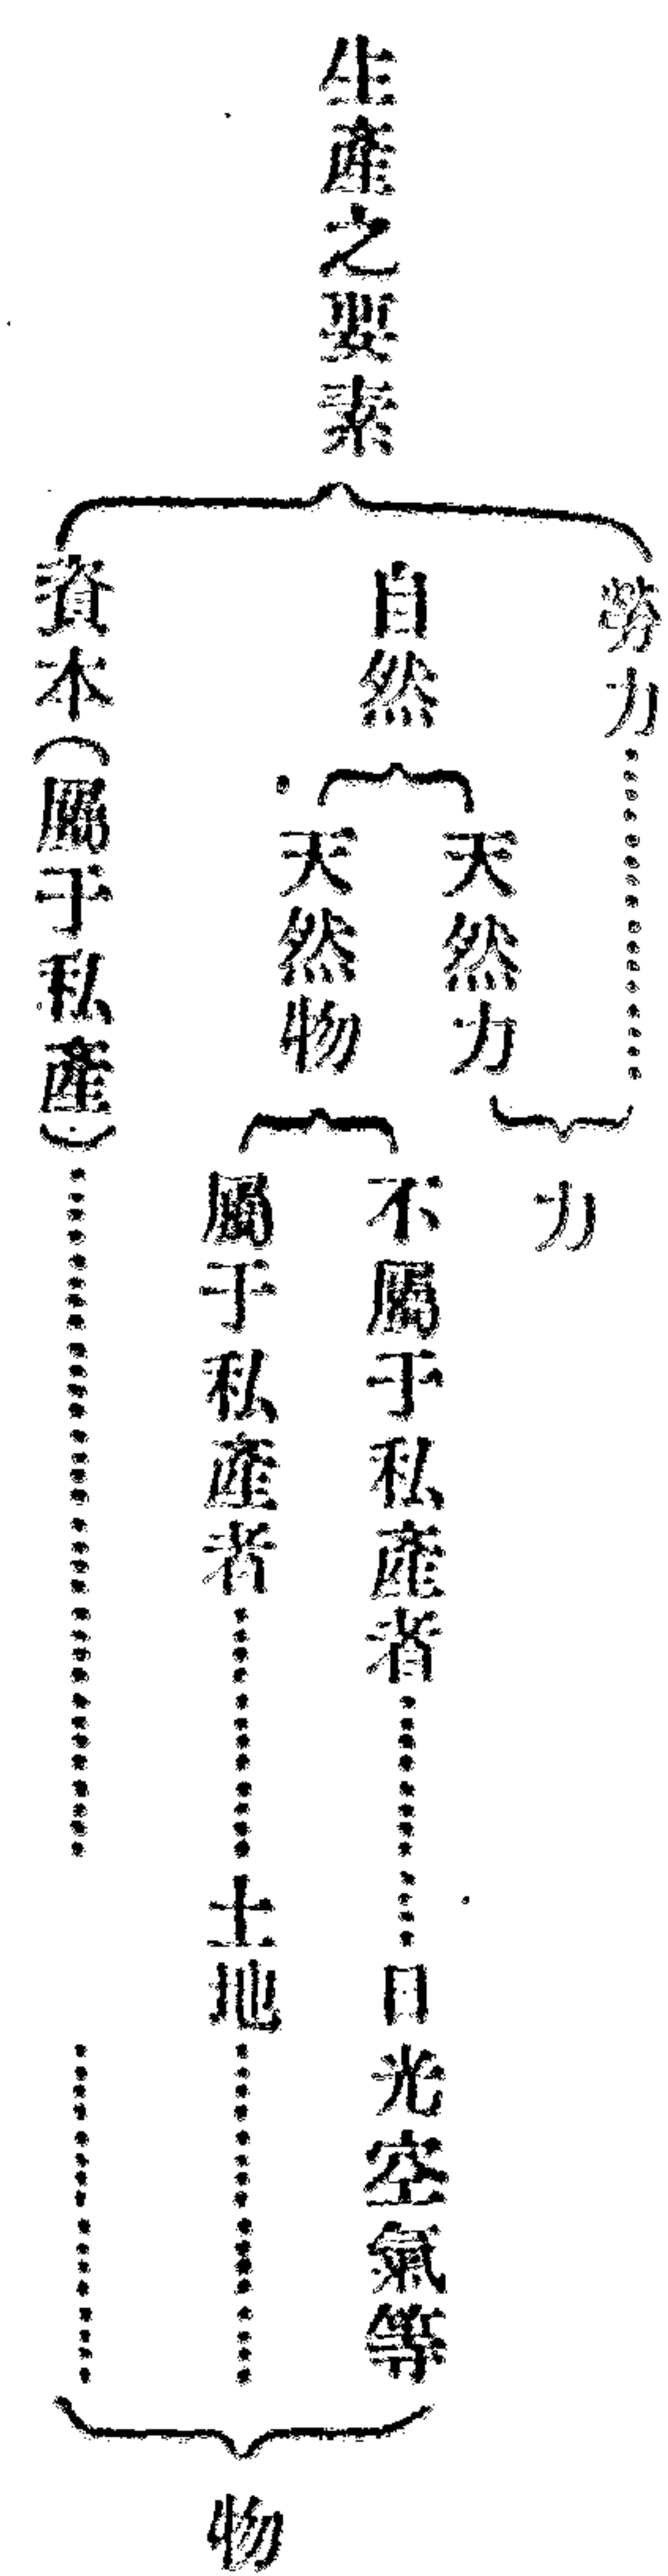 生產之要素
勞力
自然
天然力
力
天然物
不屬于私產者……日光空氣等
屬于私產者……土地
資本（屬于私產）
物